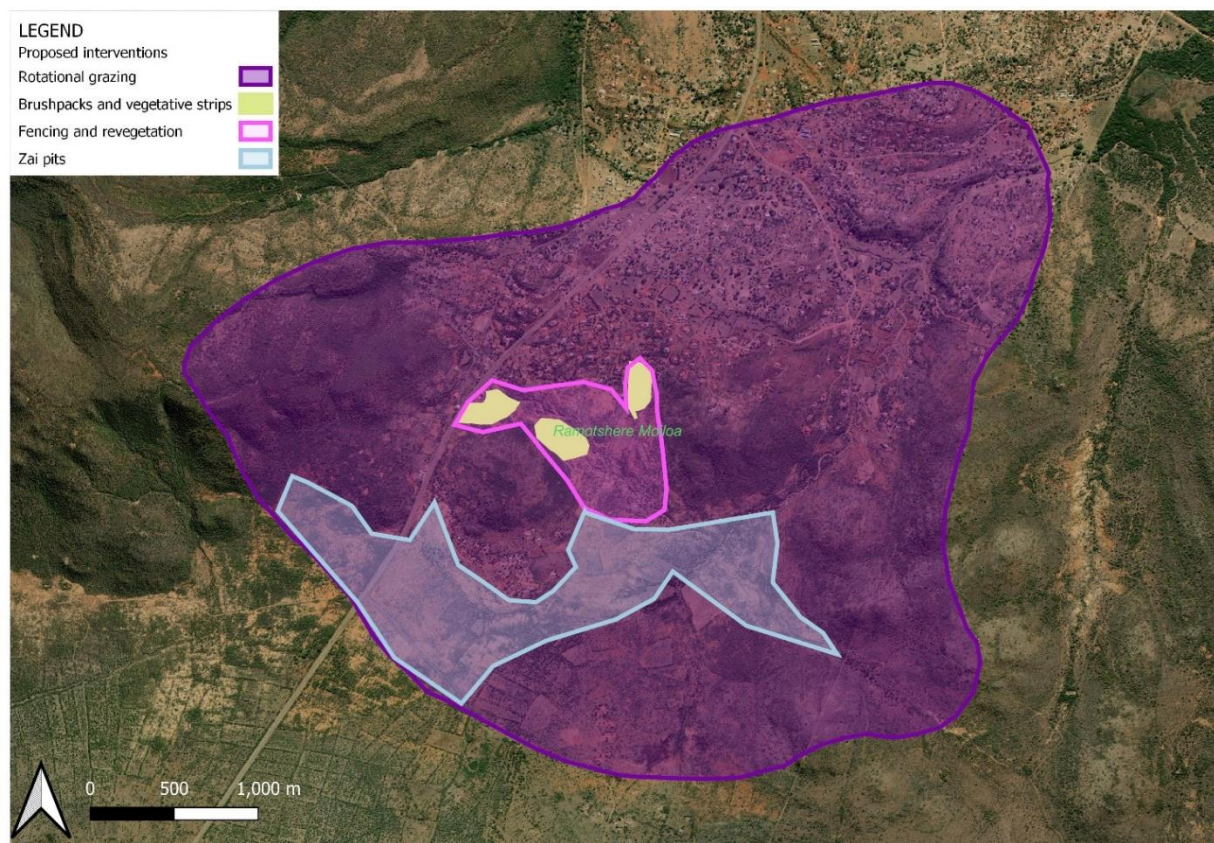 LEGEND
Proposed interventions
Rotational grazing
Brushpacks and vegetative strips
Fencing and revegetation
Zai pits
Ramotshere Moiloa
0 500 1,000 m